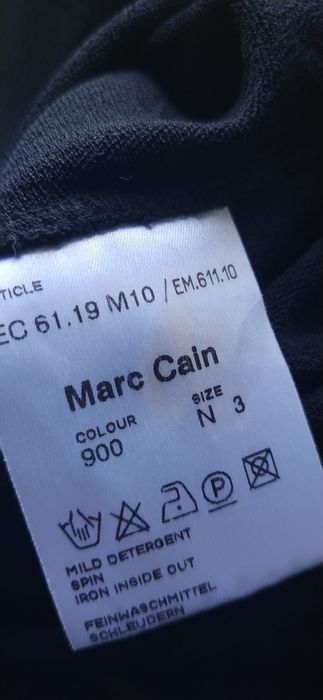 TICLE
EC 61.19 M10 / EM.611.10
Marc Cain
COLOUR SIZE
900 N 3
P
MILD DETERGENT
SPIN
IRON INSIDE OUT
FEINWASCHMITTEL
SCHLEUDERN